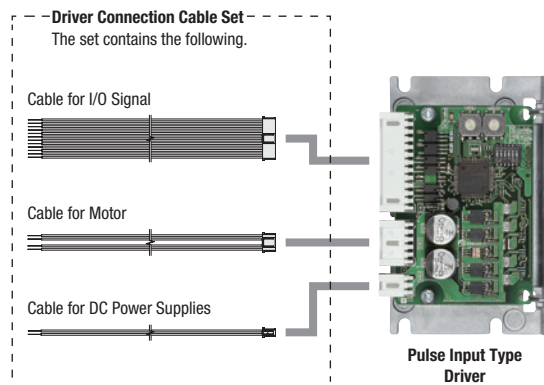 Driver Connection Cable Set
The set contains the following.
Cable for I/O Signal
Cable for Motor
Cable for DC Power Supplies
Pulse Input Type
Driver